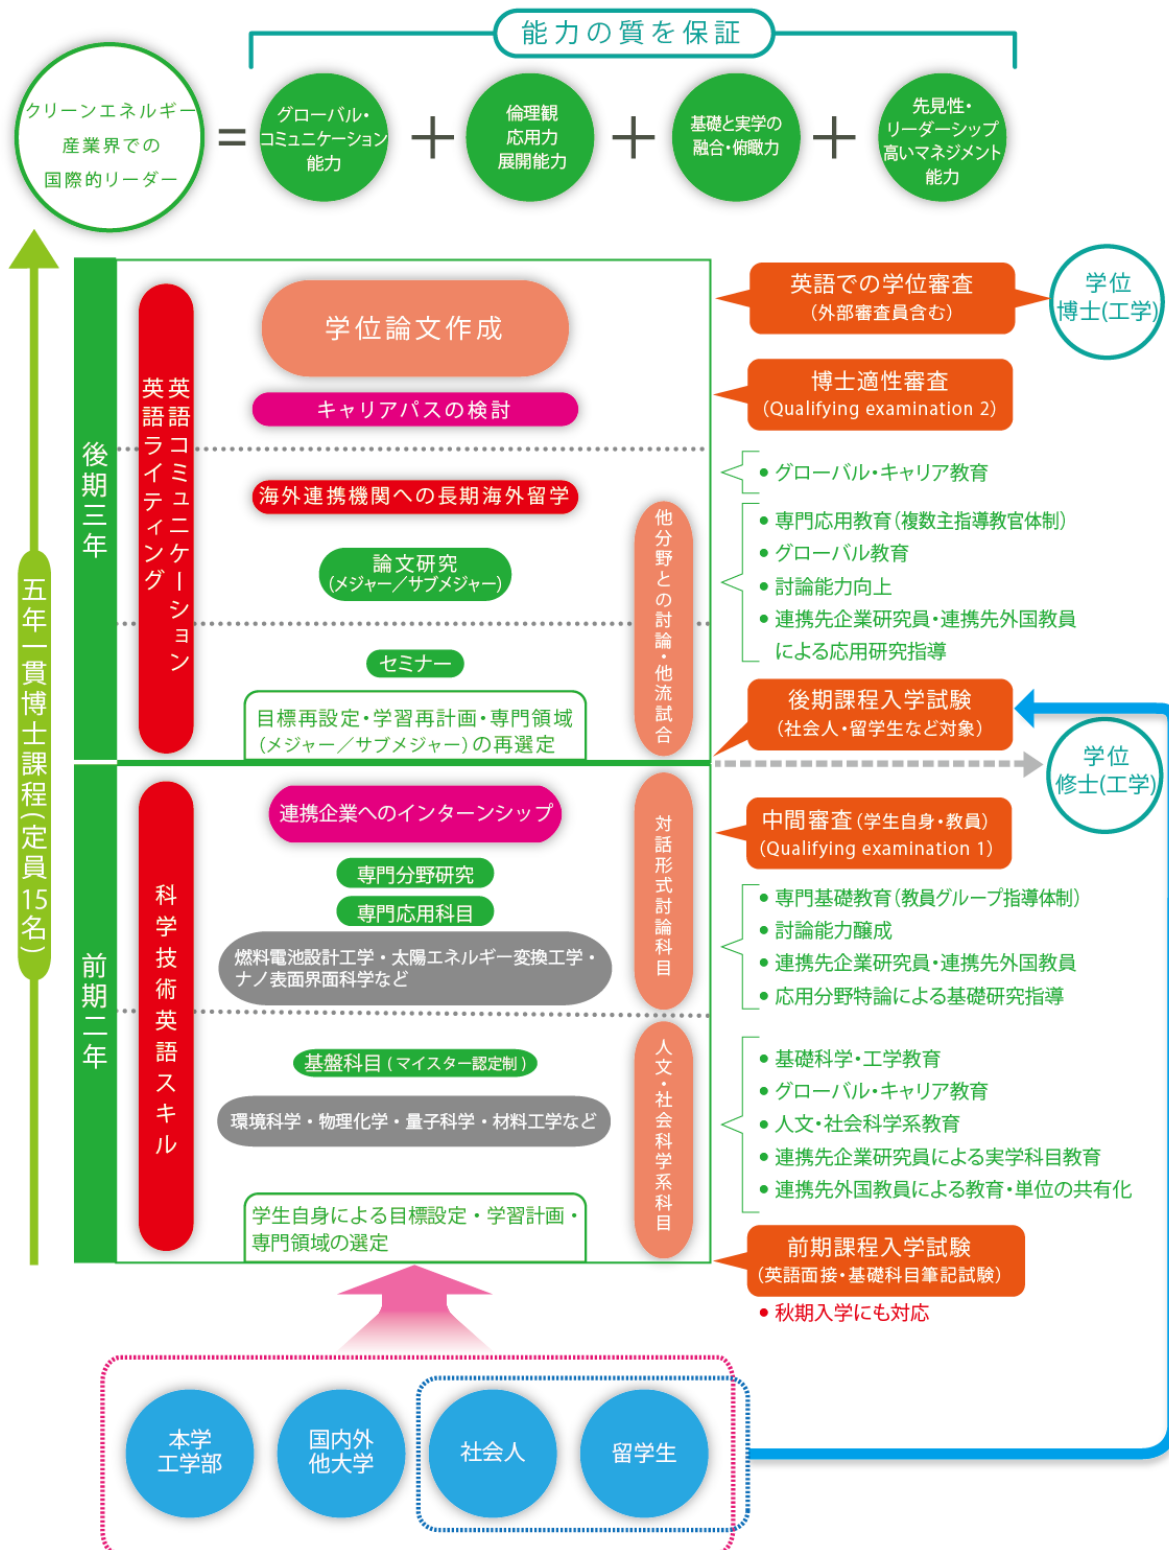 能力の質を保証
クリーンエネルギー
産業界での
国際的リーダー
=
グローバル・
コミュニケーション
能力
+
倫理観
応用力
展開能力
+
基礎と実学の
融合・俯瞰力
+
先見性・
リーダーシップ
高いマネジメント
能力
五年一貫博士課程(定員15名)
後期三年
英語コミュニケーション
英語ライティング
学位論文作成
キャリアパスの検討
海外連携機関への長期海外留学
論文研究
(メジャー／サブメジャー)
セミナー
目標再設定・学習再計画・専門領域
(メジャー／サブメジャー)の再選定
他分野との討論・他流試合
英語での学位審査
(外部審査員含む)
学位
博士(工学)
博士適性審査
(Qualifying examination 2)
• グローバル・キャリア教育
• 専門応用教育(複数主指導教官体制)
• グローバル教育
• 討論能力向上
• 連携先企業研究員・連携先外国教員
による応用研究指導
後期課程入学試験
(社会人・留学生など対象)
学位
修士(工学)
前期二年
科学技術英語スキル
連携企業へのインターンシップ
専門分野研究
専門応用科目
燃料電池設計工学・太陽エネルギー変換工学・
ナノ表面界面科学など
基盤科目(マイスター認定制)
環境科学・物理化学・量子科学・材料工学など
学生自身による目標設定・学習計画・
専門領域の選定
対話形式討論科目
人文・社会科学系科目
中間審査(学生自身・教員)
(Qualifying examination 1)
• 専門基礎教育(教員グループ指導体制)
• 討論能力醸成
• 連携先企業研究員・連携先外国教員
• 応用分野特論による基礎研究指導
• 基礎科学・工学教育
• グローバル・キャリア教育
• 人文・社会科学系教育
• 連携先企業研究員による実学科目教育
• 連携先外国教員による教育・単位の共有化
前期課程入学試験
(英語面接・基礎科目筆記試験)
• 秋期入学にも対応
本学
工学部
国内外
他大学
社会人
留学生